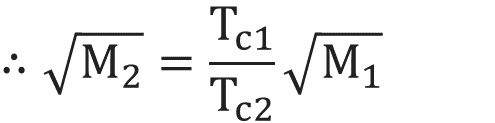 ∴ √M₂ = T_c1/T_c2 √M₁